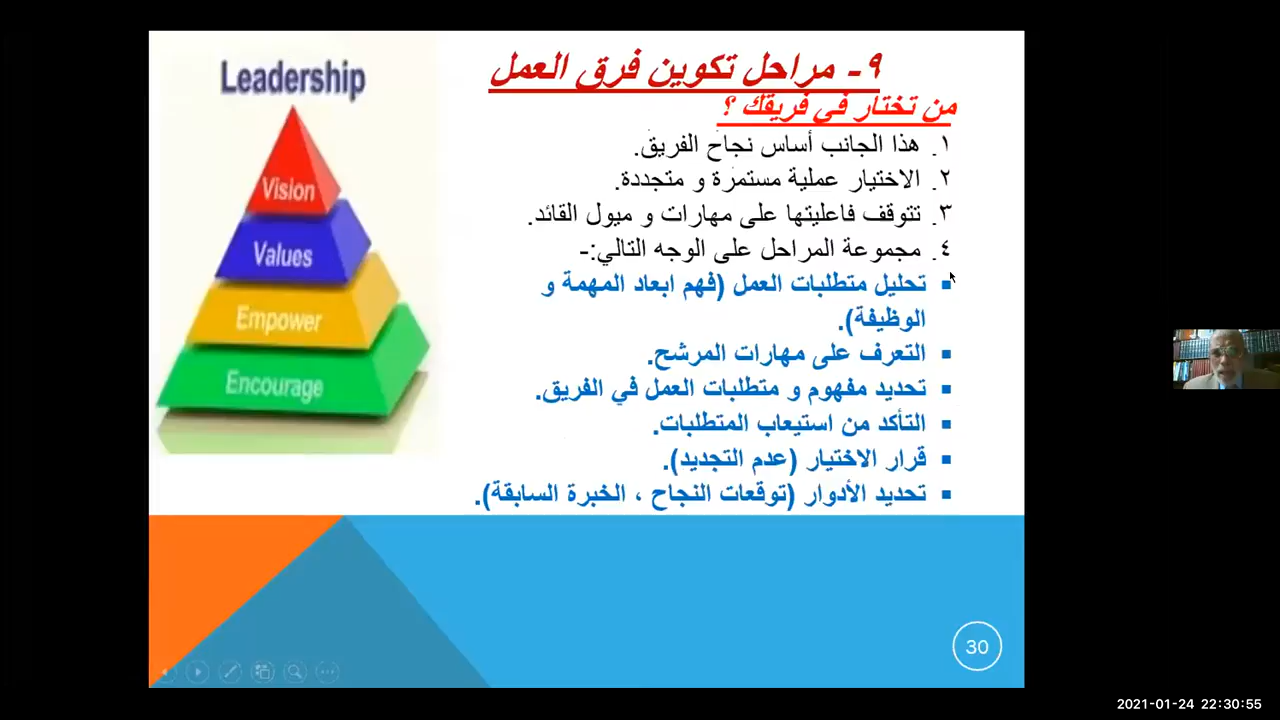 ٩- مراحل تكوين فرق العمل
من تختار في فريقك ؟
١. هذا الجانب أساس نجاح الفريق.
٢. الاختيار عملية مستمرة و متجددة.
٣. تتوقف فاعليتها على مهارات و ميول القائد.
٤. مجموعة المراحل على الوجه التالي:-
▪ تحليل متطلبات العمل (فهم ابعاد المهمة و
الوظيفة).
▪ التعرف على مهارات المرشح.
▪ تحديد مفهوم و متطلبات العمل في الفريق.
▪ التأكد من استيعاب المتطلبات.
▪ قرار الاختيار (عدم التجديد).
▪ تحديد الأدوار (توقعات النجاح ، الخبرة السابقة).
Leadership
Vision
Values
Empower
Encourage
30
2021-01-24 22:30:55